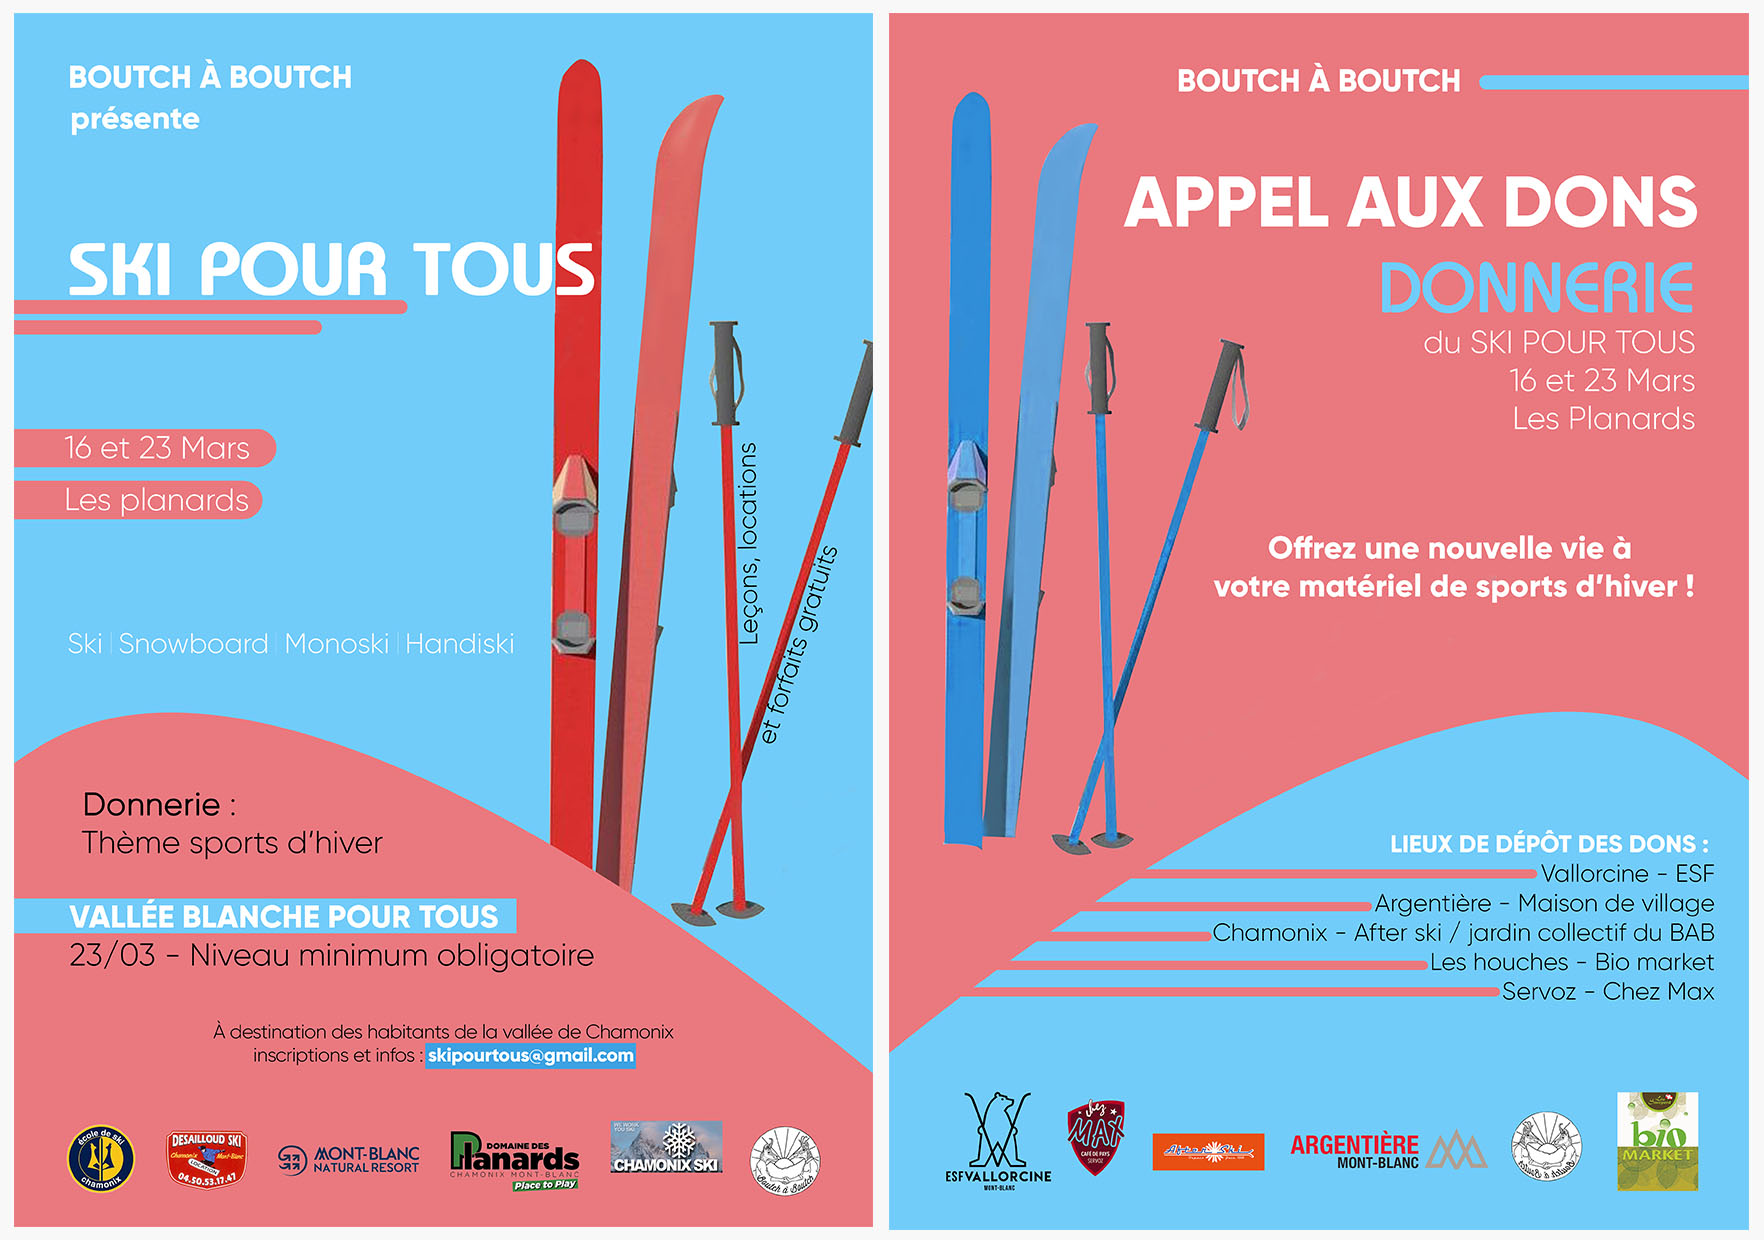 BOUTCH À BOUTCH
présente
SKI POUR TOUS
16 et 23 Mars
Les planards
Leçons, locations
et forfaits gratuits
Ski | Snowboard | Monoski | Handiski
Donnerie :
Thème sports d'hiver
VALLÉE BLANCHE POUR TOUS
23/03 - Niveau minimum obligatoire
À destination des habitants de la vallée de Chamonix
inscriptions et infos : skipourtous@gmail.com
école de ski
chamonix
DESAILLOUD SKI
Chamonix Mont-Blanc
LOCATION
04.50.53.17.47
MONT-BLANC
NATURAL RESORT
DOMAINE DES
Planards
CHAMONIX MONT-BLANC
Place to Play
CHAMONIX SKI
Boutch à Boutch
BOUTCH À BOUTCH
APPEL AUX DONS
DONNERIE
du SKI POUR TOUS
16 et 23 Mars
Les Planards
Offrez une nouvelle vie à
votre matériel de sports d'hiver !
LIEUX DE DÉPÔT DES DONS :
Vallorcine - ESF
Argentière - Maison de village
Chamonix - After ski / jardin collectif du BAB
Les houches - Bio market
Servoz - Chez Max
ESFVALLORCINE
MONT-BLANC
chez
MAX
CAFÉ DE PAYS
SERVOZ
After Ski
ARGENTIÈRE
MONT-BLANC
Boutch à Boutch
bio
MARKET